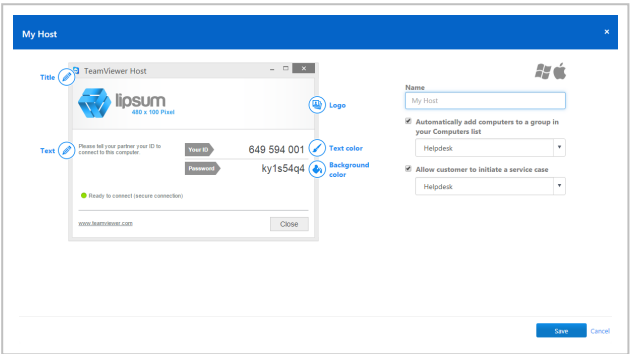 My Host
×
Title
TeamViewer Host
lipsum
480 x 100 Pixel
Logo
Name
My Host
Automatically add computers to a group in
your Computers list
Helpdesk
Allow customer to initiate a service case
Helpdesk
Text
Please tell your partner your ID to
connect to this computer.
Your ID
649 594 001
Text color
Password
ky1s54q4
Background
color
Ready to connect (secure connection)
www.teamviewer.com
Close
Save
Cancel